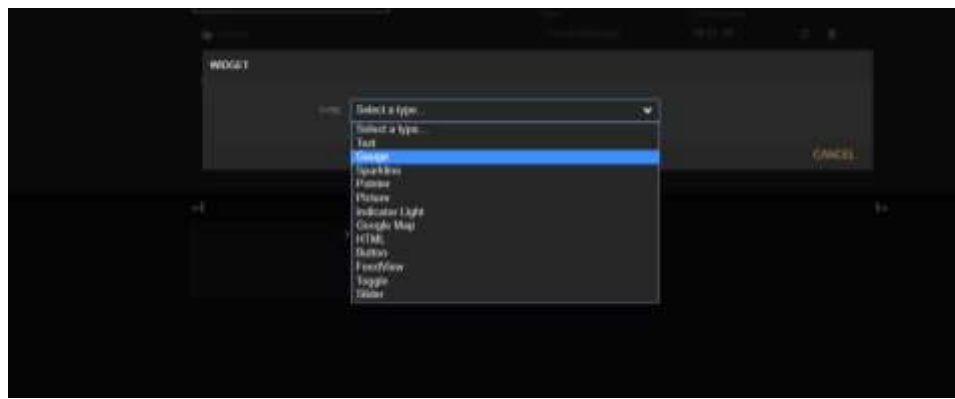 WIDGET
TYPE Select a type...
Select a type...
Text
Gauge
Sparkline
Pointer
Picture
Indicator Light
Google Map
HTML
Button
FeedView
Toggle
Slider
CANCEL